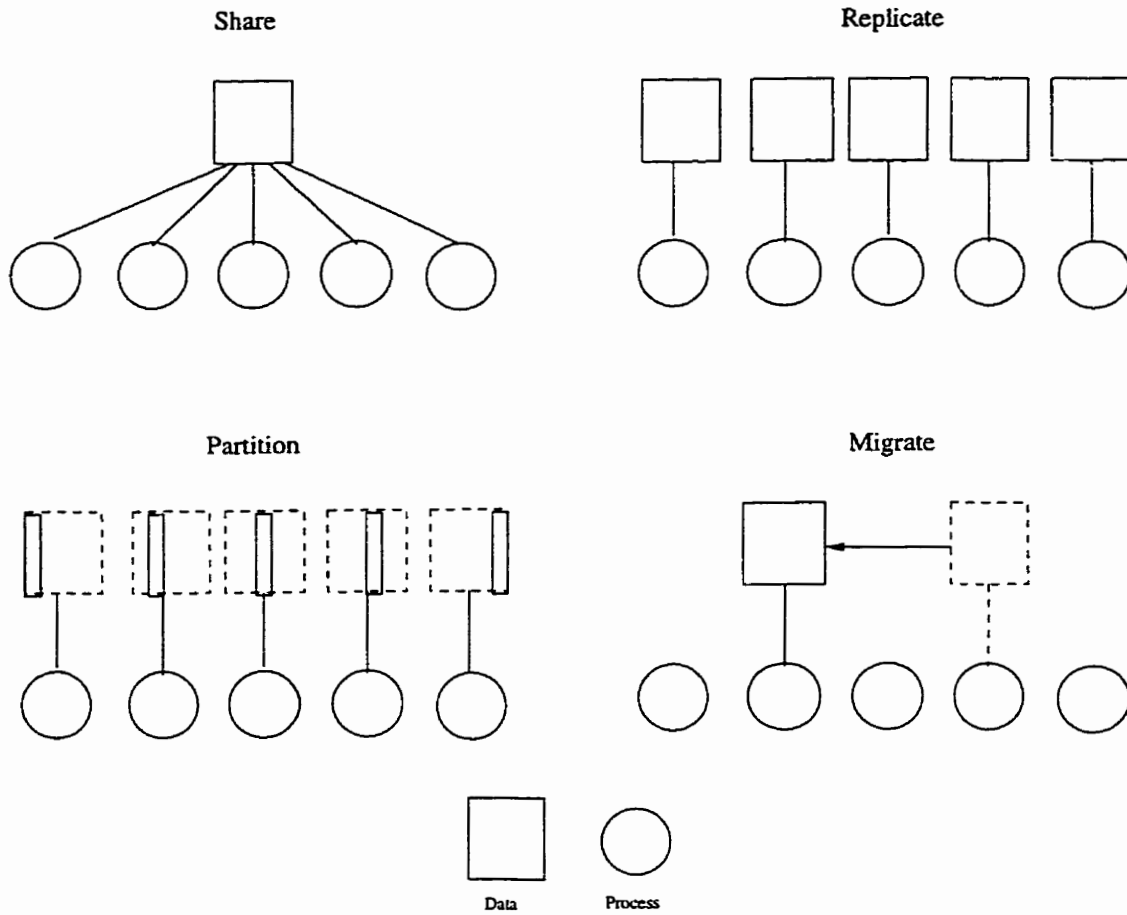 Share
Replicate
Partition
Migrate
Data
Process